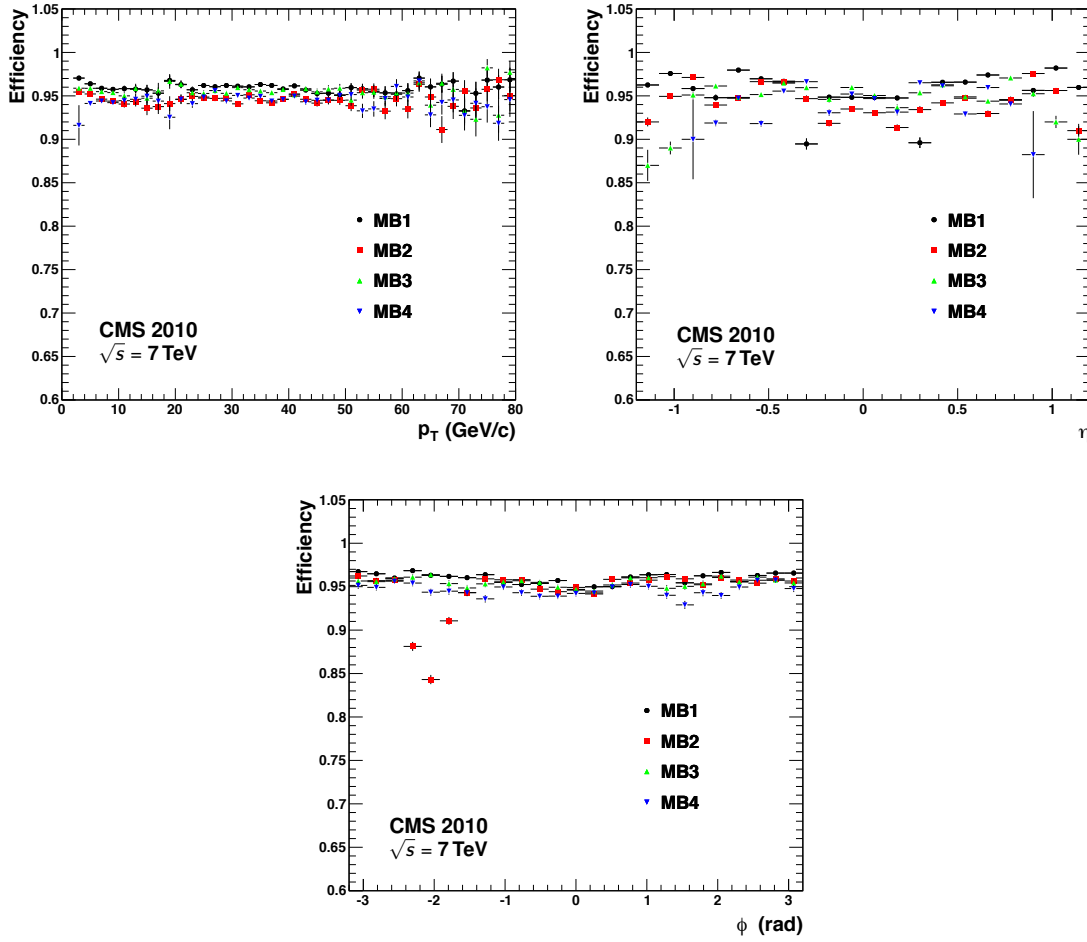 Efficiency
1.05
1
0.95
0.9
0.85
0.8
0.75
0.7
0.65
0.6
MB1
MB2
MB3
MB4
CMS 2010
√s = 7 TeV
0 10 20 30 40 50 60 70 80
p_T (GeV/c)
Efficiency
1.05
1
0.95
0.9
0.85
0.8
0.75
0.7
0.65
0.6
MB1
MB2
MB3
MB4
CMS 2010
√s = 7 TeV
-1 -0.5 0 0.5 1
η
Efficiency
1.05
1
0.95
0.9
0.85
0.8
0.75
0.7
0.65
0.6
MB1
MB2
MB3
MB4
CMS 2010
√s = 7 TeV
-3 -2 -1 0 1 2 3
ϕ (rad)